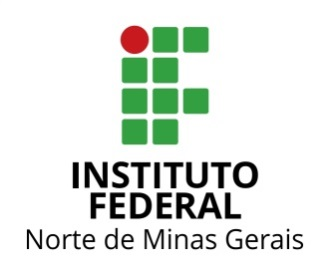 INSTITUTO
FEDERAL
Norte de Minas Gerais